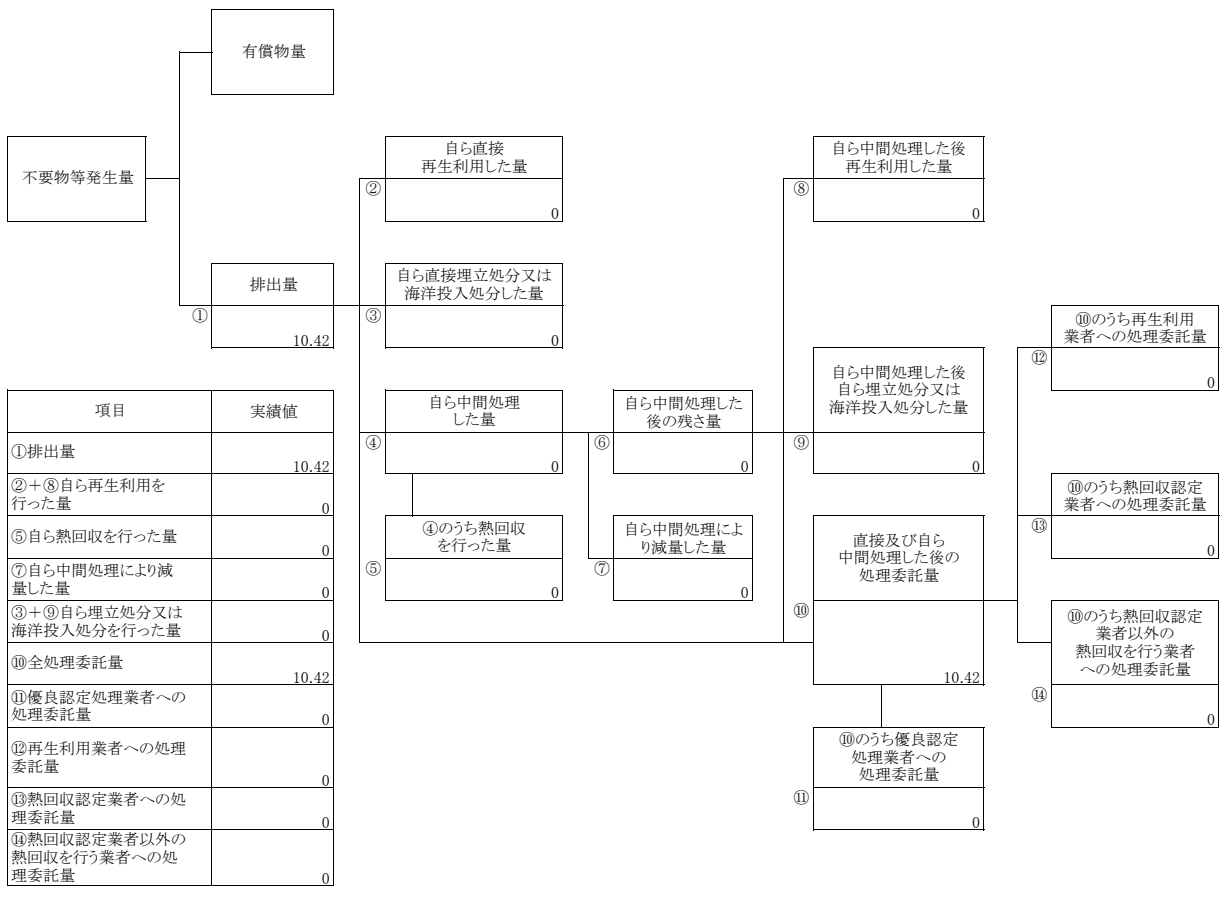 有償物量
不要物等発生量
排出量
①
10.42
自ら直接
再生利用した量
②
0
自ら直接埋立処分又は
海洋投入処分した量
③
0
自ら中間処理
した量
④
0
④のうち熱回収
を行った量
⑤
0
自ら中間処理した
後の残さ量
⑥
0
自ら中間処理によ
り減量した量
⑦
0
自ら中間処理した後
再生利用した量
⑧
0
自ら中間処理した後
自ら埋立処分又は
海洋投入処分した量
⑨
0
直接及び自ら
中間処理した後の
処理委託量
⑩
10.42
⑩のうち優良認定
処理業者への
処理委託量
⑪
0
⑩のうち再生利用
業者への処理委託量
⑫
0
⑩のうち熱回収認定
業者への処理委託量
⑬
0
⑩のうち熱回収認定
業者以外の
熱回収を行う業者
への処理委託量
⑭
0
項目 実績値
①排出量
10.42
②＋⑧自ら再生利用を
行った量
0
⑤自ら熱回収を行った量
0
⑦自ら中間処理により減
量した量
0
③＋⑨自ら埋立処分又は
海洋投入処分を行った量
0
⑩全処理委託量
10.42
⑪優良認定処理業者への
処理委託量
0
⑫再生利用業者への処理
委託量
0
⑬熱回収認定業者への処
理委託量
0
⑭熱回収認定業者以外の
熱回収を行う業者への処
理委託量
0